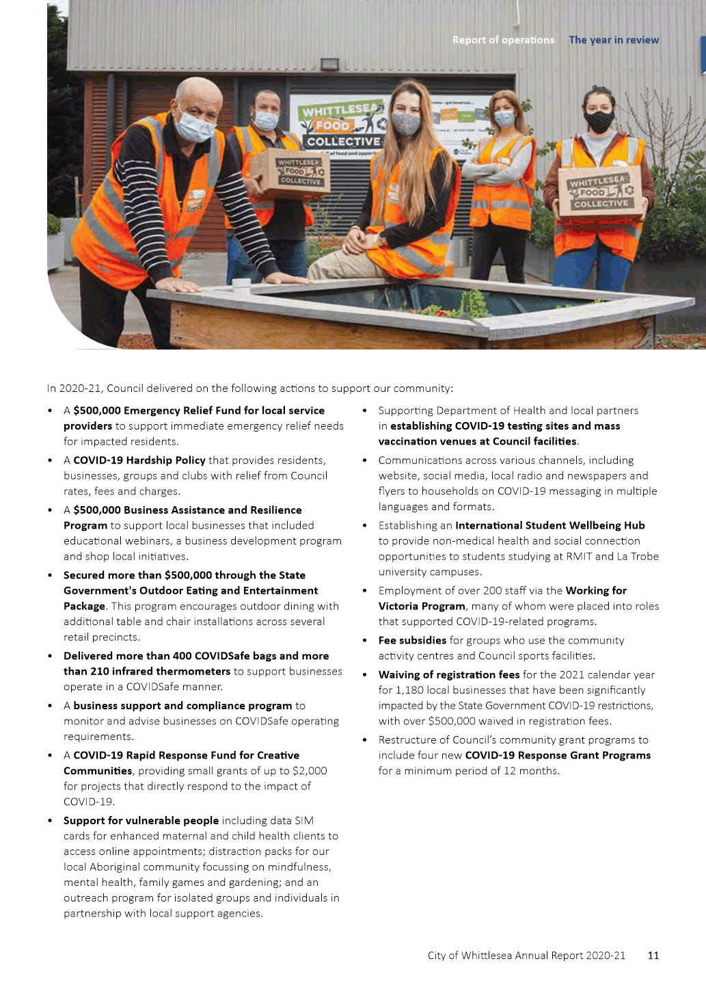 Report of operations The year in review
WHITTLESEA
FOOD
COLLECTIVE
WHITTLESEA
FOOD
COLLECTIVE
WHITTLESEA
FOOD
COLLECTIVE
In 2020-21, Council delivered on the following actions to support our community:
• A $500,000 Emergency Relief Fund for local service
providers to support immediate emergency relief needs
for impacted residents.
• A COVID-19 Hardship Policy that provides residents,
businesses, groups and clubs with relief from Council
rates, fees and charges.
• A $500,000 Business Assistance and Resilience
Program to support local businesses that included
educational webinars, a business development program
and shop local initiatives.
• Secured more than $500,000 through the State
Government's Outdoor Eating and Entertainment
Package. This program encourages outdoor dining with
additional table and chair installations across several
retail precincts.
• Delivered more than 400 COVIDSafe bags and more
than 210 infrared thermometers to support businesses
operate in a COVIDSafe manner.
• A business support and compliance program to
monitor and advise businesses on COVIDSafe operating
requirements.
• A COVID-19 Rapid Response Fund for Creative
Communities, providing small grants of up to $2,000
for projects that directly respond to the impact of
COVID-19.
• Support for vulnerable people including data SIM
cards for enhanced maternal and child health clients to
access online appointments; distraction packs for our
local Aboriginal community focussing on mindfulness,
mental health, family games and gardening; and an
outreach program for isolated groups and individuals in
partnership with local support agencies.
• Supporting Department of Health and local partners
in establishing COVID-19 testing sites and mass
vaccination venues at Council facilities.
• Communications across various channels, including
website, social media, local radio and newspapers and
flyers to households on COVID-19 messaging in multiple
languages and formats.
• Establishing an International Student Wellbeing Hub
to provide non-medical health and social connection
opportunities to students studying at RMIT and La Trobe
university campuses.
• Employment of over 200 staff via the Working for
Victoria Program, many of whom were placed into roles
that supported COVID-19-related programs.
• Fee subsidies for groups who use the community
activity centres and Council sports facilities.
• Waiving of registration fees for the 2021 calendar year
for 1,180 local businesses that have been significantly
impacted by the State Government COVID-19 restrictions,
with over $500,000 waived in registration fees.
• Restructure of Council’s community grant programs to
include four new COVID-19 Response Grant Programs
for a minimum period of 12 months.
City of Whittlesea Annual Report 2020-21 11